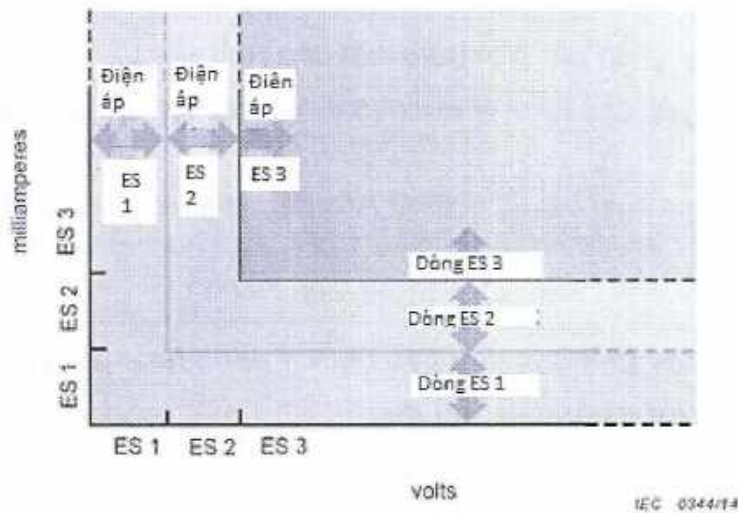 Điện áp
Điện áp
Điên áp
ES 1
ES 2
ES 3
milliamperes
ES 3
ES 2
ES 1
Dòng ES 3
Dòng ES 2
Dòng ES 1
ES 1
ES 2
ES 3
volts
IEC 0344/14